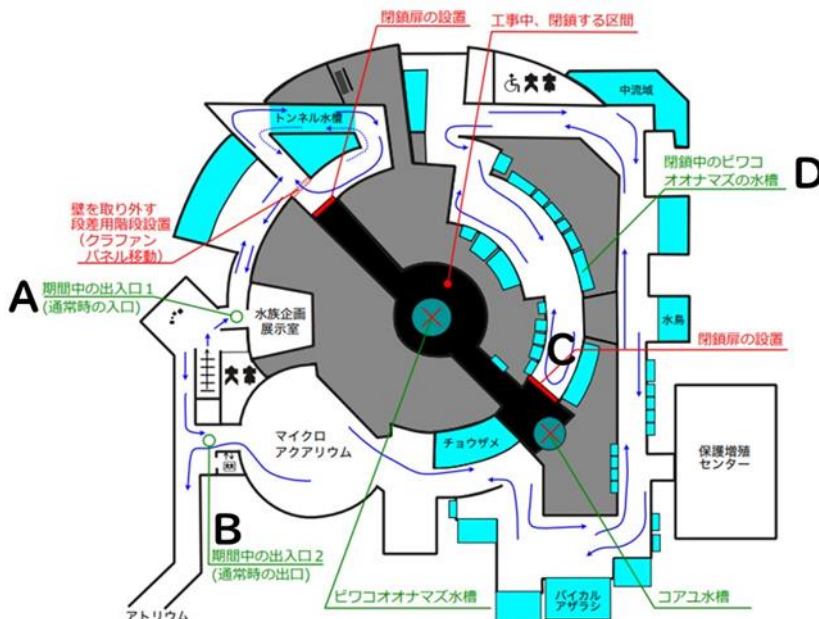 閉鎖扉の設置
工事中、閉鎖する区間
中流域
トンネル水槽
閉鎖中のビワコ
オオナマズの水槽
D
壁を取り外す
段差用階段設置
(クラファン
パネル移動)
A
期間中の出入口1
(通常時の入口)
水族企画
展示室
水鳥
C
閉鎖扉の設置
マイクロ
アクアリウム
チョウザメ
保護増殖
センター
B
期間中の出入口2
(通常時の出口)
ビワコオオナマズ水槽
バイカル
アザラシ
コアユ水槽
アトリウム